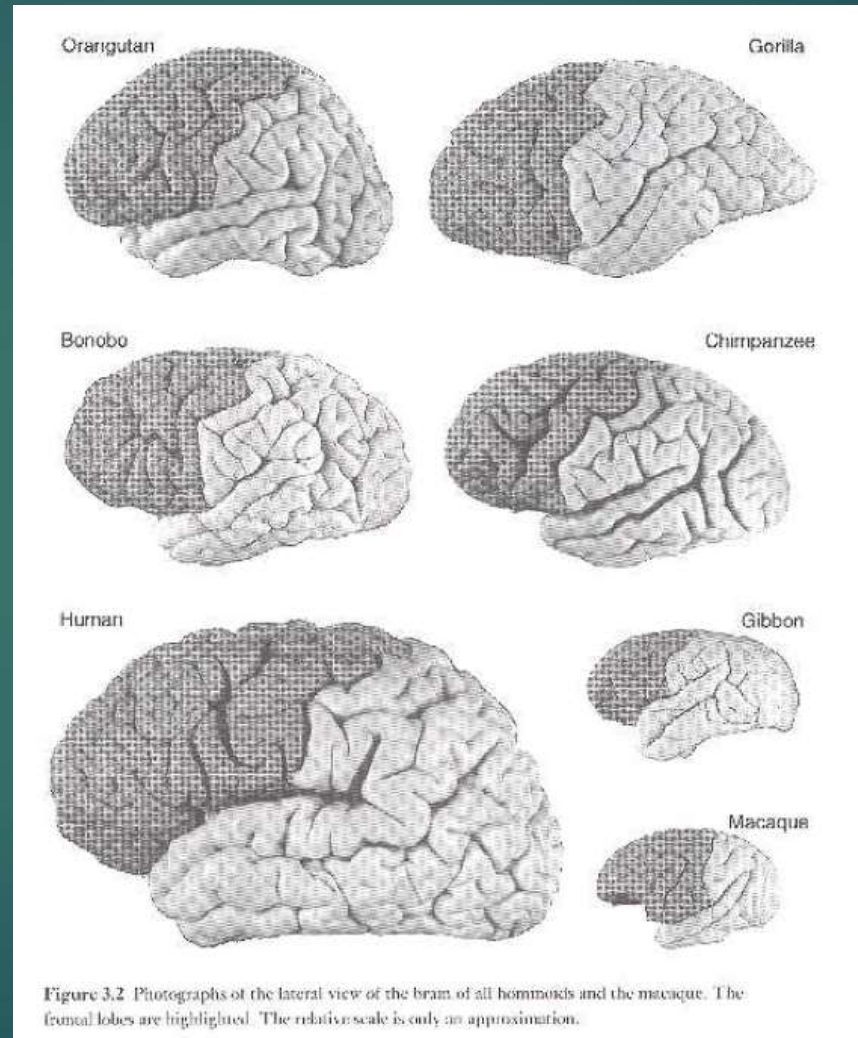 Orangutan
Gorilla
Bonobo
Chimpanzee
Human
Gibbon
Macaque
Figure 3.2 Photographs of the lateral view of the brain of all hominoids and the macaque. The
frontal lobes are highlighted. The relative scale is only an approximation.